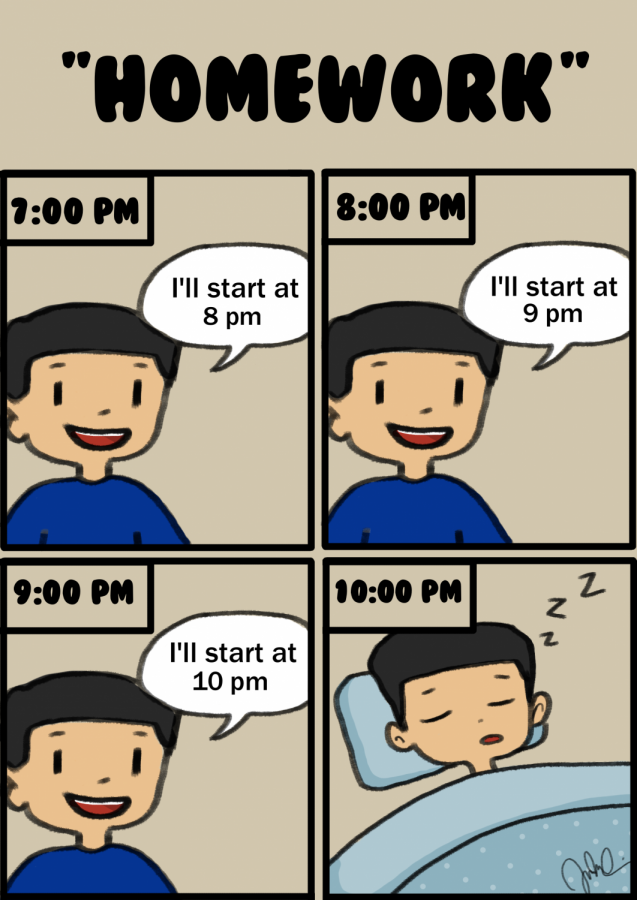 "HOMEWORK"
7:00 PM
I'll start at
8 pm
8:00 PM
I'll start at
9 pm
9:00 PM
I'll start at
10 pm
10:00 PM
Z
Z
Z